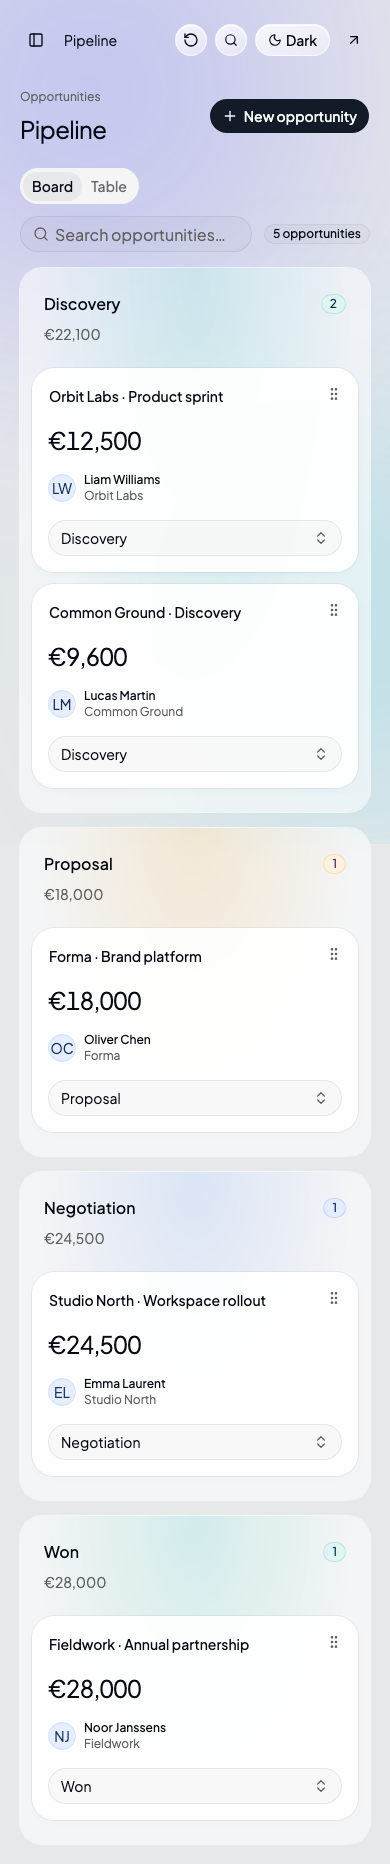 Pipeline
Dark
Opportunities
Pipeline
New opportunity
Board
Table
Search opportunities...
5 opportunities
Discovery
2
€22,100
Orbit Labs · Product sprint
€12,500
LW
Liam Williams
Orbit Labs
Discovery
Common Ground · Discovery
€9,600
LM
Lucas Martin
Common Ground
Discovery
Proposal
1
€18,000
Forma · Brand platform
€18,000
OC
Oliver Chen
Forma
Proposal
Negotiation
1
€24,500
Studio North · Workspace rollout
€24,500
EL
Emma Laurent
Studio North
Negotiation
Won
1
€28,000
Fieldwork · Annual partnership
€28,000
NJ
Noor Janssens
Fieldwork
Won